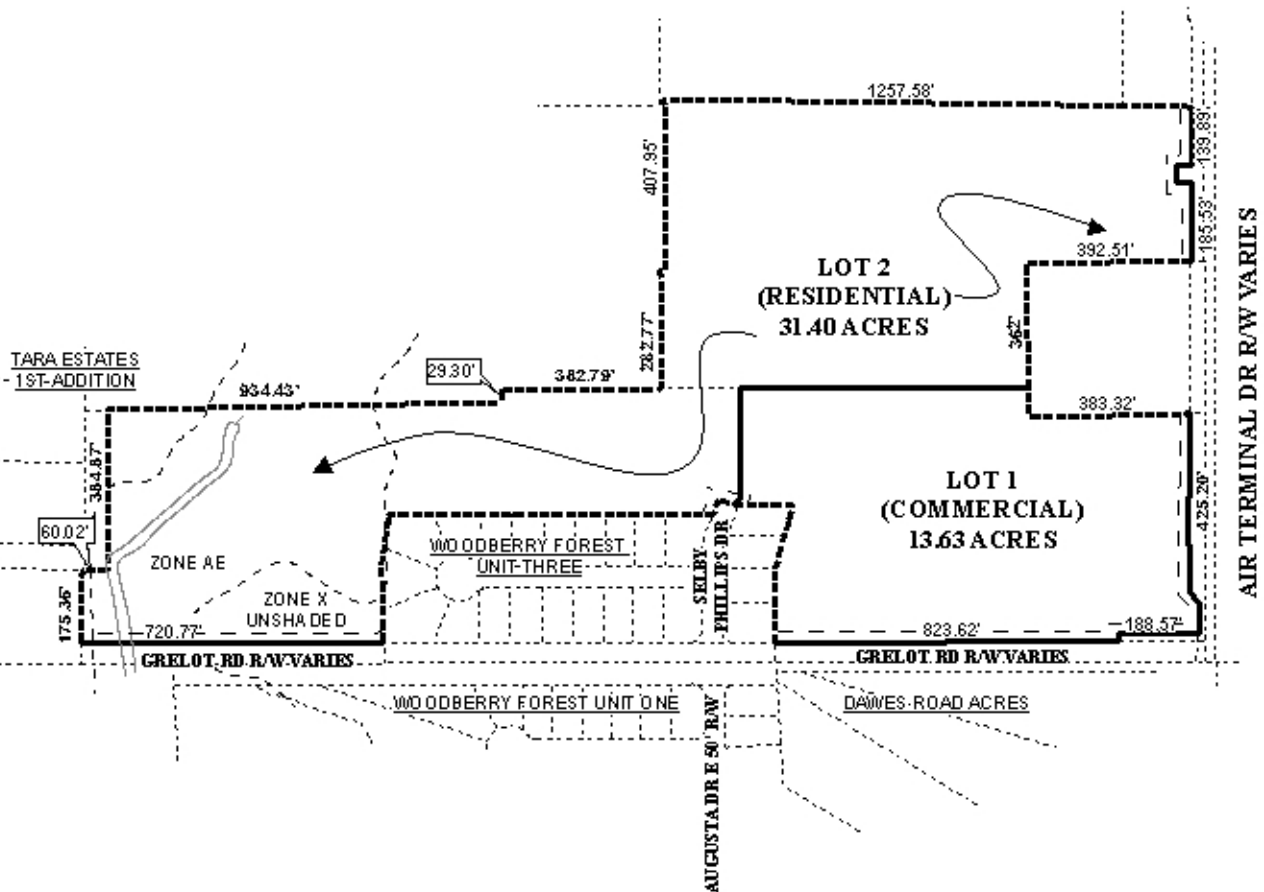 1257.58'
139.89'
407.95'
185.53'
392.51'
LOT 2
(RESIDENTIAL)
31.40 ACRES
AIR TERMINAL DR R/W VARIES
362'
282.77'
TARA ESTATES
1ST-ADDITION
29.30'
382.79'
934.43'
383.32'
384.87'
LOT 1
(COMMERCIAL)
13.63 ACRES
425.20'
60.02'
WOODBERRY FOREST
UNIT-THREE
SELBY
PHILLIPS DR
ZONE AE
ZONE X
UNSHADED
175.36'
720.77'
823.62'
188.57'
GRELOT RD R/W VARIES
GRELOT RD R/W VARIES
WOODBERRY FOREST UNIT ONE
DAWES-ROAD ACRES
AUGUSTA DR E 50' R/W